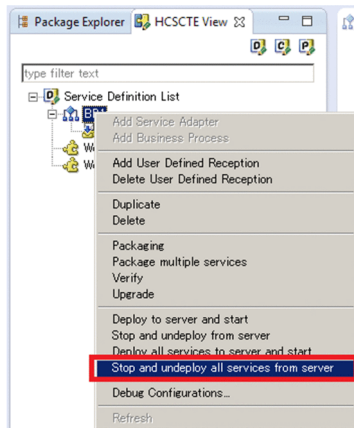 Package Explorer HCSCTE View
type filter text
Service Definition List
Add Service Adapter
Add Business Process
Add User Defined Reception
Delete User Defined Reception
Duplicate
Delete
Packaging
Package multiple services
Verify
Upgrade
Deploy to server and start
Stop and undeploy from server
Deploy all services to server and start
Stop and undeploy all services from server
Debug Configurations...
Refresh